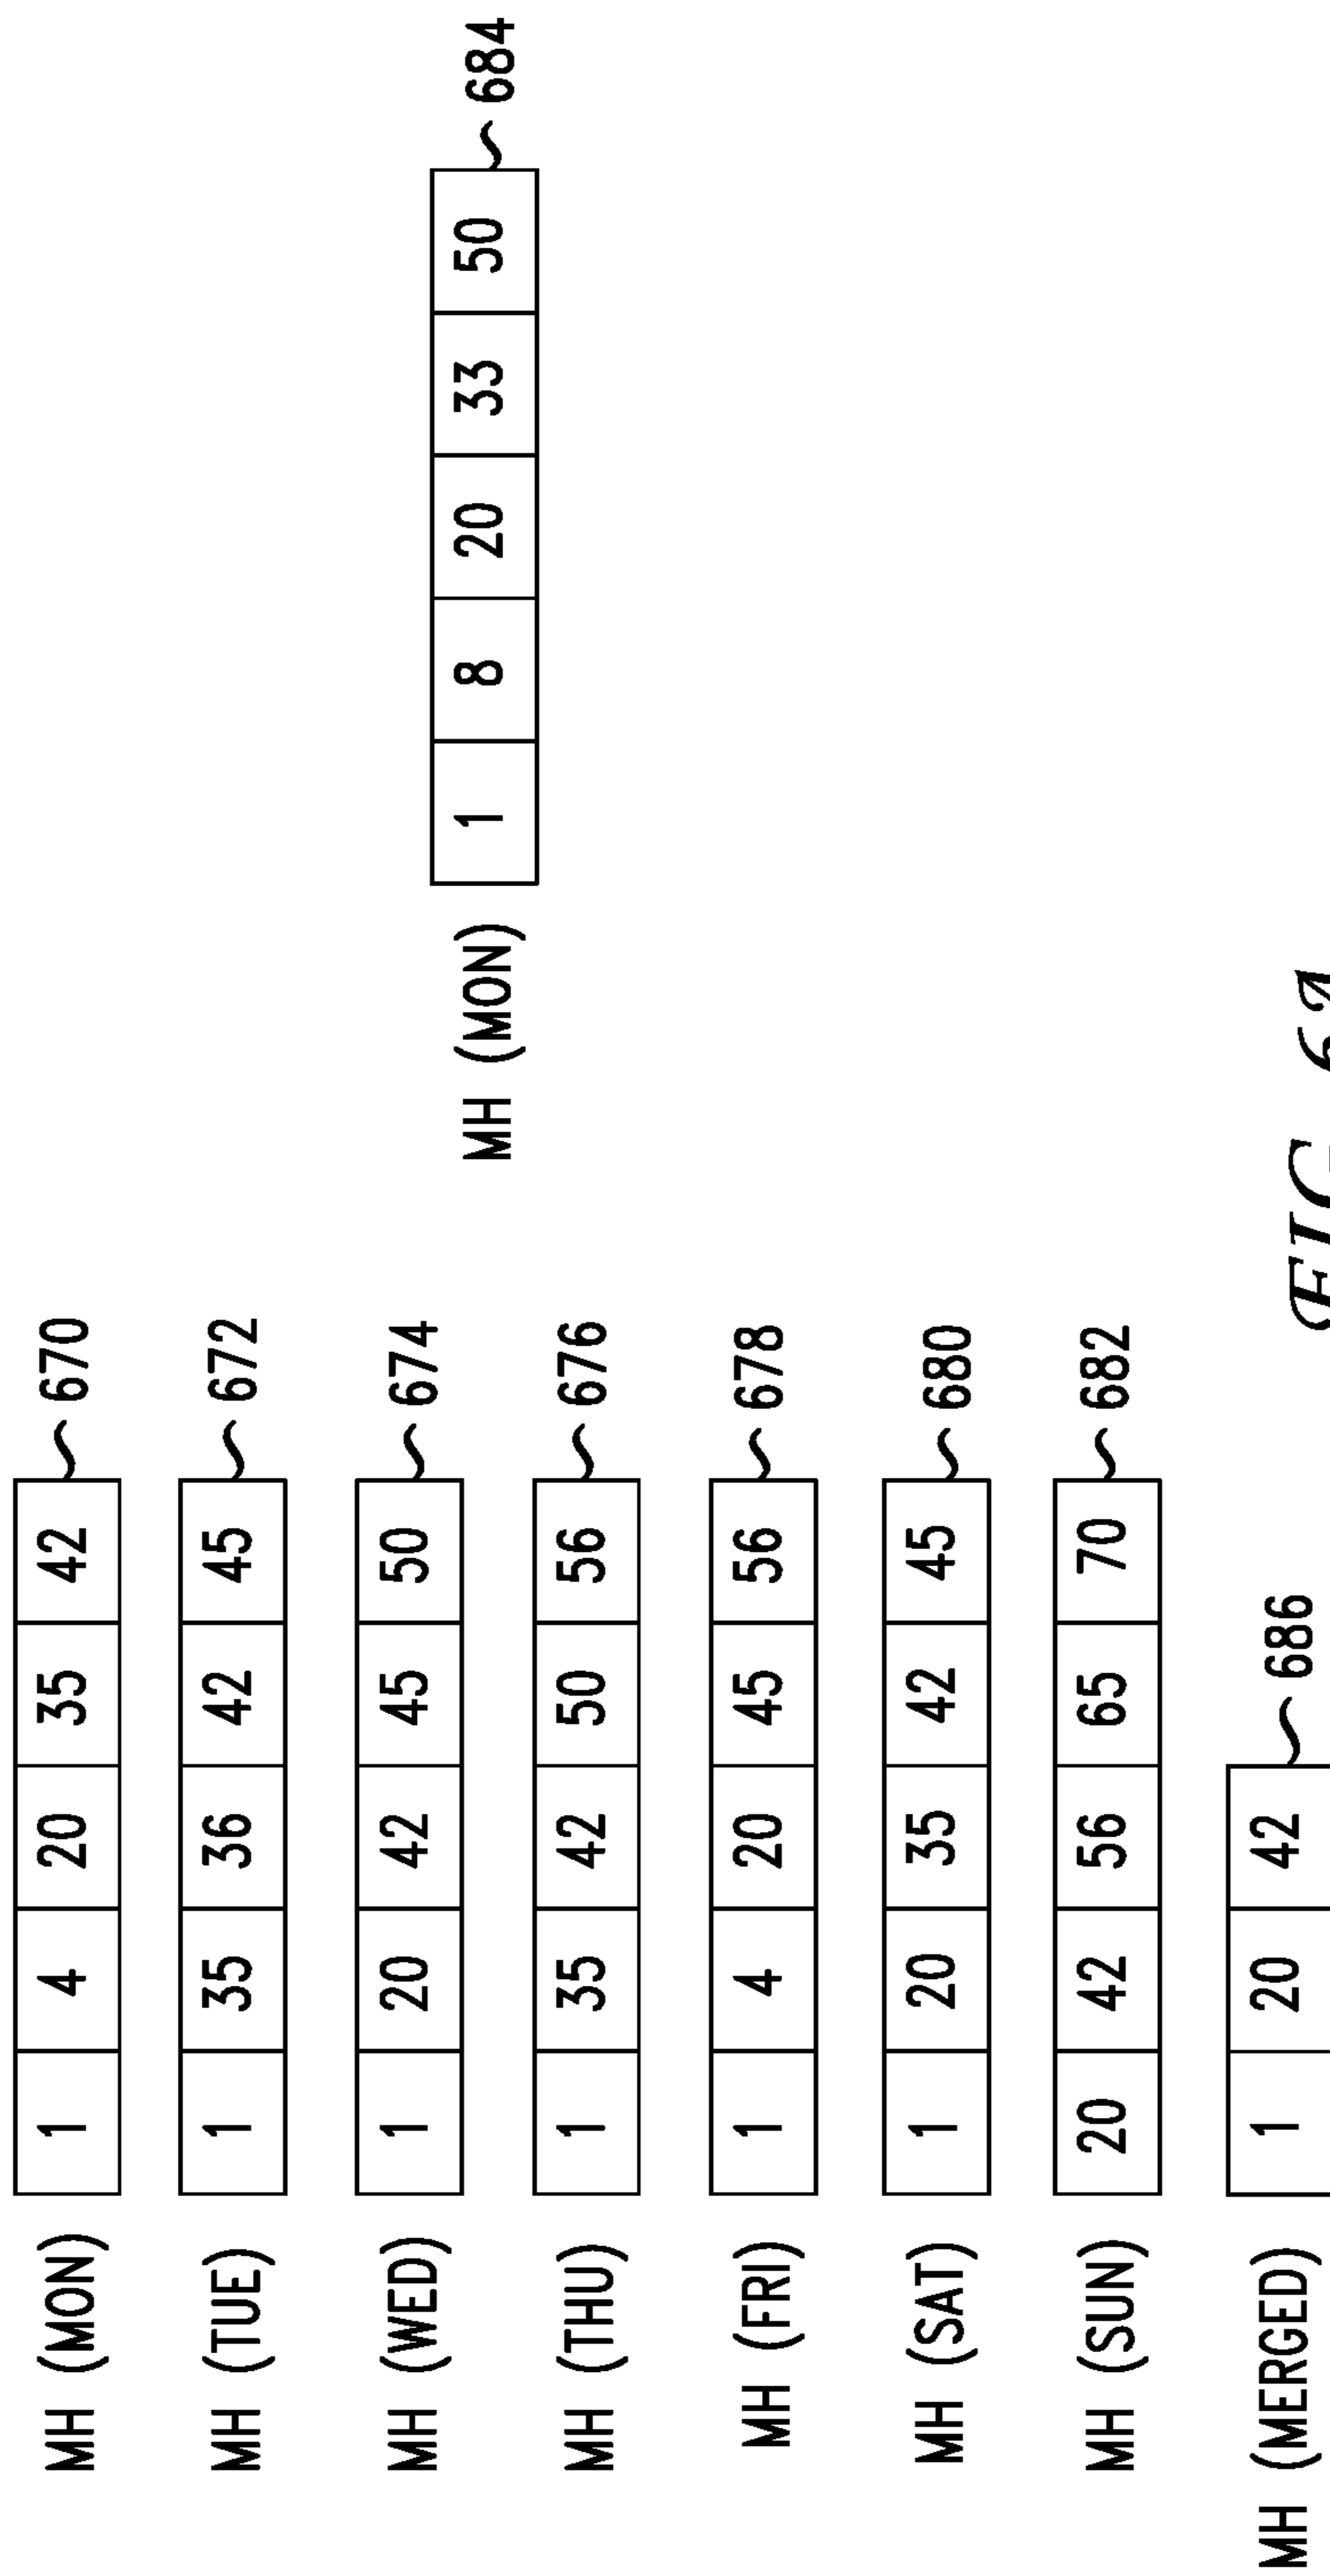 MH (MON) 1 4 20 35 42 670
MH (TUE) 1 35 36 42 45 672
MH (WED) 1 20 42 45 50 674
MH (THU) 1 35 42 50 56 676
MH (FRI) 1 4 20 45 56 678
MH (SAT) 1 20 35 42 45 680
MH (SUN) 20 42 56 65 70 682
MH (MERGED) 1 20 42 686
MH (MON) 1 8 20 33 50 684
FIG. 6A